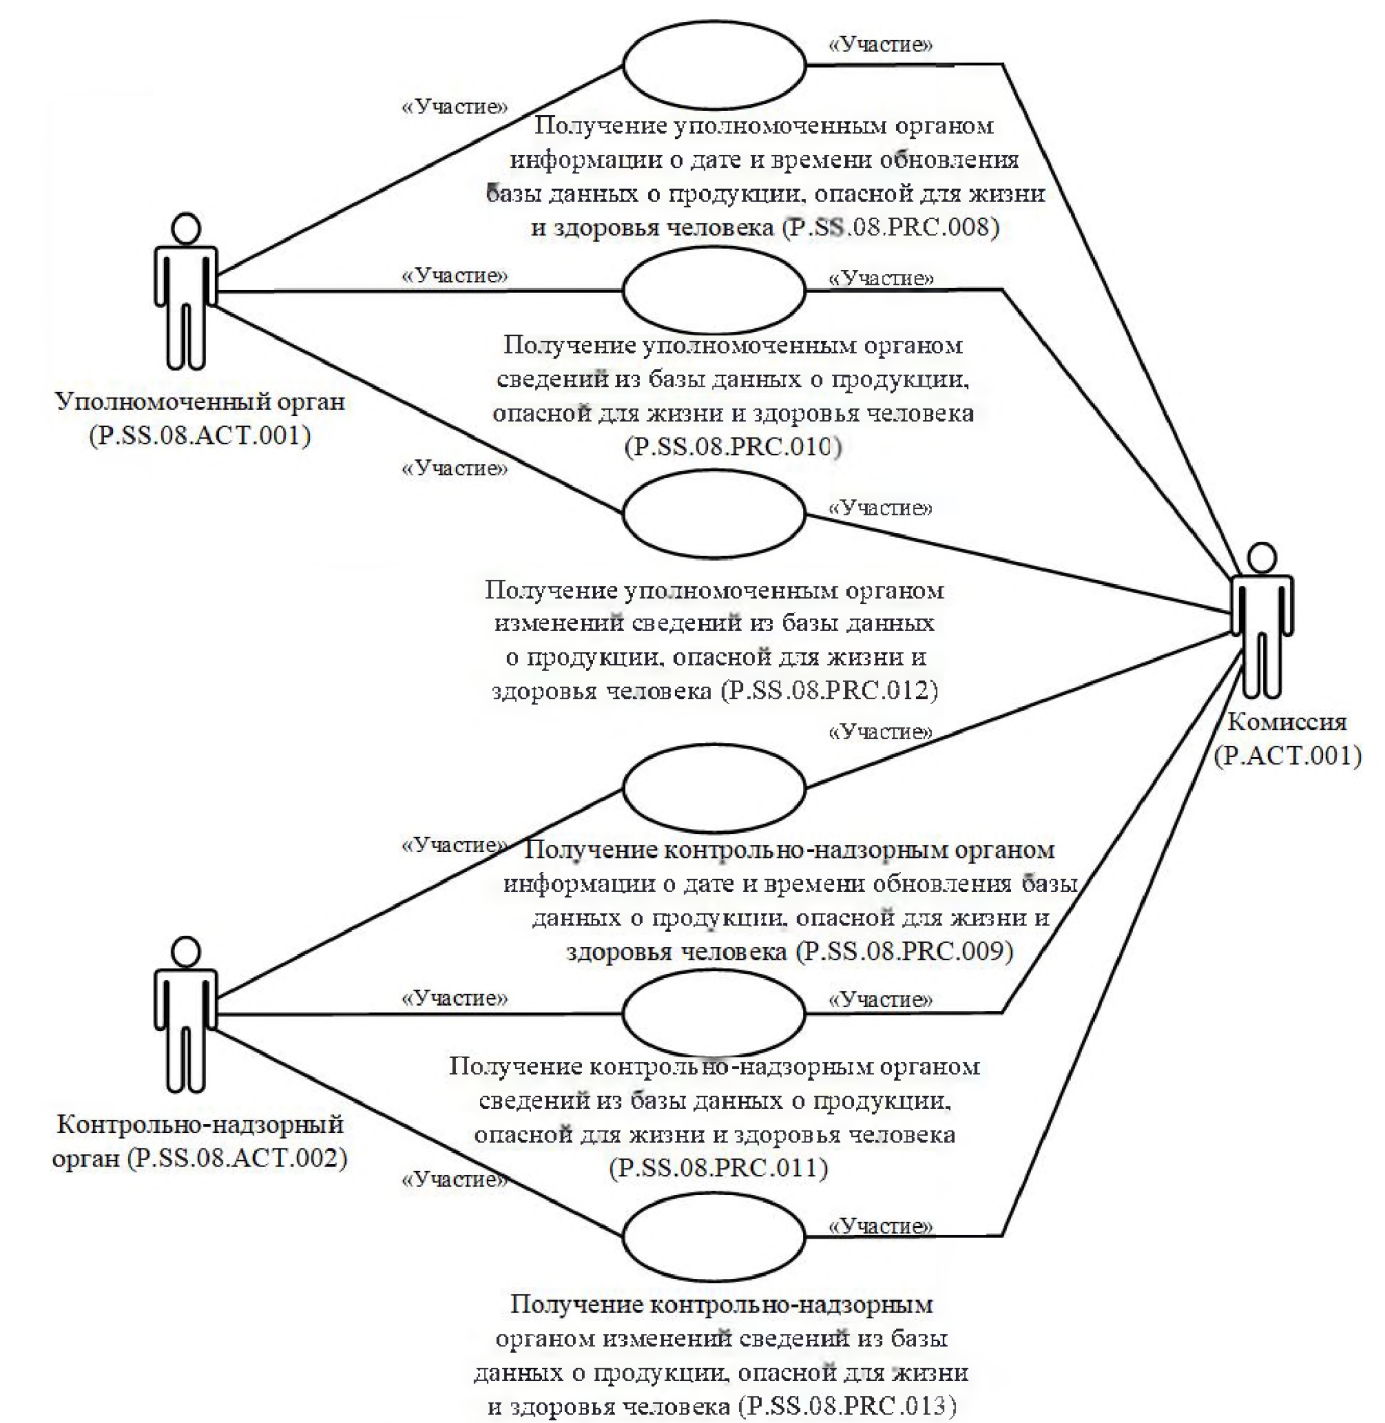 «Участие»
«Участие»
Получение уполномоченным органом
информации о дате и времени обновления
базы данных о продукции, опасной для жизни
и здоровья человека (P.SS.08.PRC.008)
«Участие»
«Участие»
Получение уполномоченным органом
сведений из базы данных о продукции,
опасной для жизни и здоровья человека
(P.SS.08.PRC.010)
Уполномоченный орган
(P.SS.08.ACT.001)
«Участие»
«Участие»
Получение уполномоченным органом
изменений сведений из базы данных
о продукции, опасной для жизни и
здоровья человека (P.SS.08.PRC.012)
Комиссия
(P.ACT.001)
«Участие»
«Участие»
Получение контрольно-надзорным органом
информации о дате и времени обновления базы
данных о продукции, опасной для жизни и
здоровья человека (P.SS.08.PRC.009)
«Участие»
«Участие»
Получение контрольно-надзорным органом
сведений из базы данных о продукции,
опасной для жизни и здоровья человека
(P.SS.08.PRC.011)
Контрольно-надзорный
орган (P.SS.08.ACT.002)
«Участие»
«Участие»
Получение контрольно-надзорным
органом изменений сведений из базы
данных о продукции, опасной для жизни
и здоровья человека (P.SS.08.PRC.013)